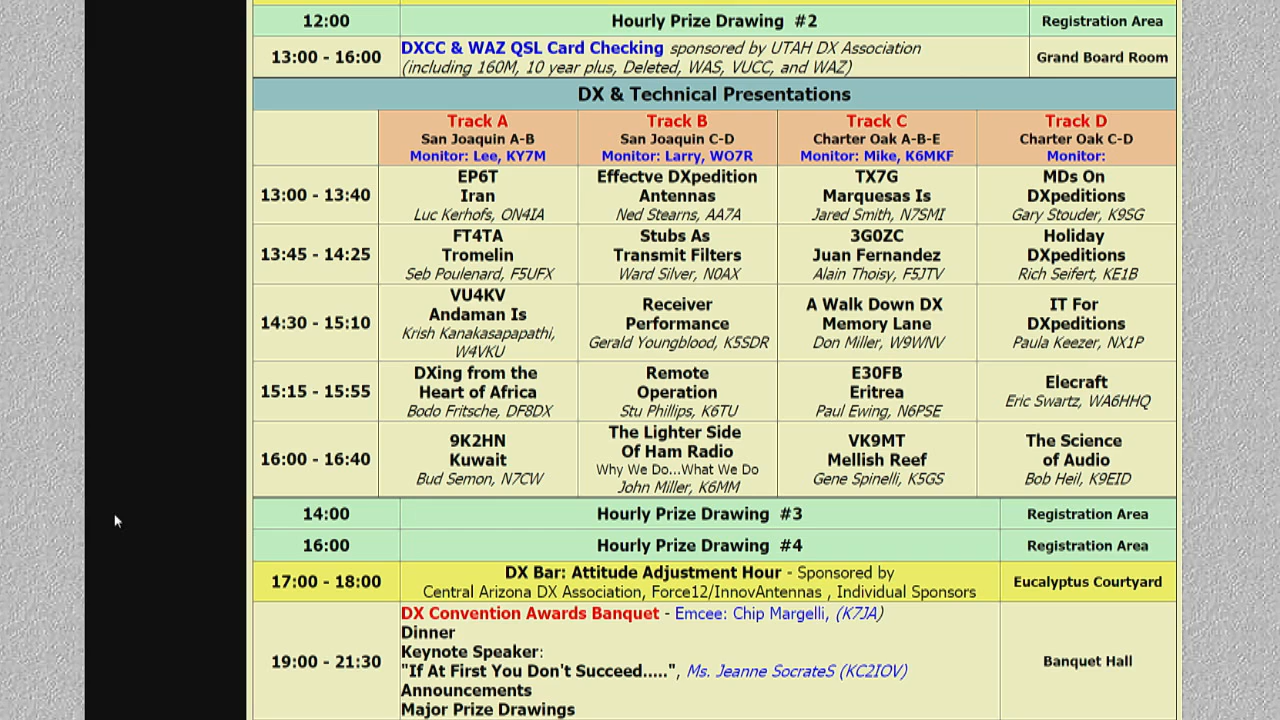 12:00 Hourly Prize Drawing #2 Registration Area
13:00 - 16:00 DXCC & WAZ QSL Card Checking sponsored by UTAH DX Association
(including 160M, 10 year plus, Deleted, WAS, VUCC, and WAZ) Grand Board Room
DX & Technical Presentations
Track A Track B Track C Track D
San Joaquin A-B San Joaquin C-D Charter Oak A-B-E Charter Oak C-D
Monitor: Lee, KY7M Monitor: Larry, WO7R Monitor: Mike, K6MKF Monitor:
13:00 - 13:40
EP6T
Iran
Luc Kerhofs, ON4IA
Effectve DXpedition
Antennas
Ned Stearns, AA7A
TX7G
Marquesas Is
Jared Smith, N7SMI
MDs On
DXpeditions
Gary Stouder, K9SG
13:45 - 14:25
FT4TA
Tromelin
Seb Poulenard, F5UFX
Stubs As
Transmit Filters
Ward Silver, N0AX
3G0ZC
Juan Fernandez
Alain Thoisy, F5JTV
Holiday
DXpeditions
Rich Seifert, KE1B
14:30 - 15:10
VU4KV
Andaman Is
Krish Kanakasapapathi,
W4VKU
Receiver
Performance
Gerald Youngblood, K5SDR
A Walk Down DX
Memory Lane
Don Miller, W9WNV
IT For
DXpeditions
Paula Keezer, NX1P
15:15 - 15:55
DXing from the
Heart of Africa
Bodo Fritsche, DF8DX
Remote
Operation
Stu Phillips, K6TU
E30FB
Eritrea
Paul Ewing, N6PSE
Elecraft
Eric Swartz, WA6HHQ
16:00 - 16:40
9K2HN
Kuwait
Bud Semon, N7CW
The Lighter Side
Of Ham Radio
Why We Do...What We Do
John Miller, K6MM
VK9MT
Mellish Reef
Gene Spinelli, K5GS
The Science
of Audio
Bob Heil, K9EID
14:00 Hourly Prize Drawing #3 Registration Area
16:00 Hourly Prize Drawing #4 Registration Area
17:00 - 18:00 DX Bar: Attitude Adjustment Hour - Sponsored by
Central Arizona DX Association, Force12/InnovAntennas , Individual Sponsors Eucalyptus Courtyard
19:00 - 21:30
DX Convention Awards Banquet - Emcee: Chip Margelli, (K7JA)
Dinner
Keynote Speaker:
"If At First You Don't Succeed.....", Ms. Jeanne SocrateS (KC2IOV)
Announcements
Major Prize Drawings
Banquet Hall